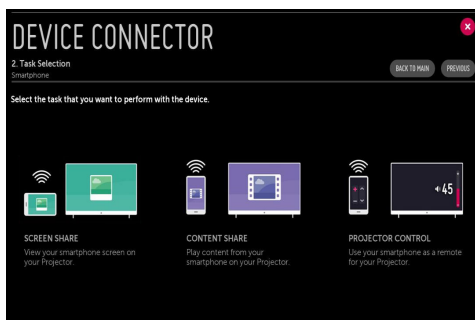 DEVICE CONNECTOR
2. Task Selection
Smartphone
BACK TO MAIN
PREVIOUS
Select the task that you want to perform with the device.
45
SCREEN SHARE
View your smartphone screen on
your Projector.
CONTENT SHARE
Play content from your
smartphone on your Projector.
PROJECTOR CONTROL
Use your smartphone as a remote
for your Projector.